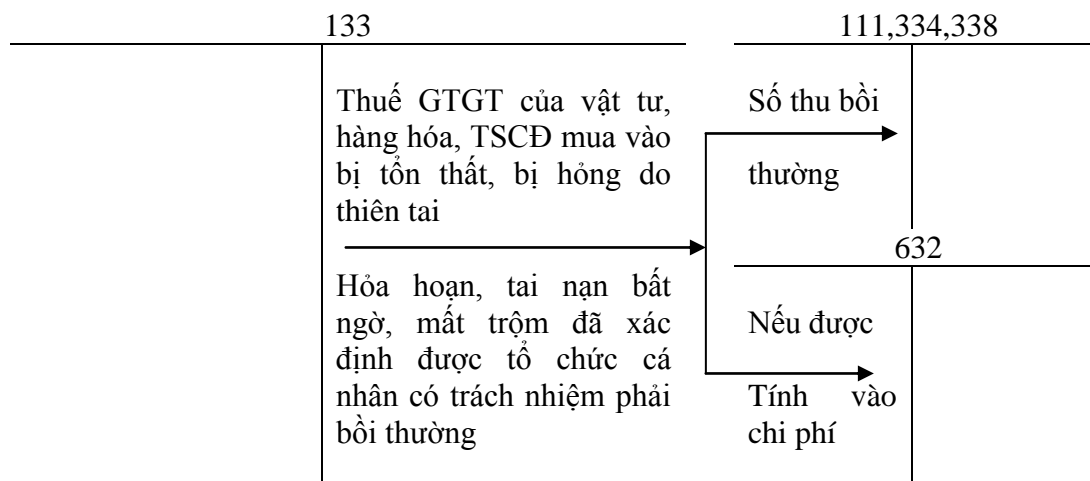 133
Thuế GTGT của vật tư,
hàng hóa, TSCĐ mua vào
bị tổn thất, bị hỏng do
thiên tai
Hỏa hoạn, tai nạn bất
ngờ, mất trộm đã xác
định được tổ chức cá
nhân có trách nhiệm phải
bồi thường
111,334,338
Số thu bồi
thường
632
Nếu được
Tính vào
chi phí